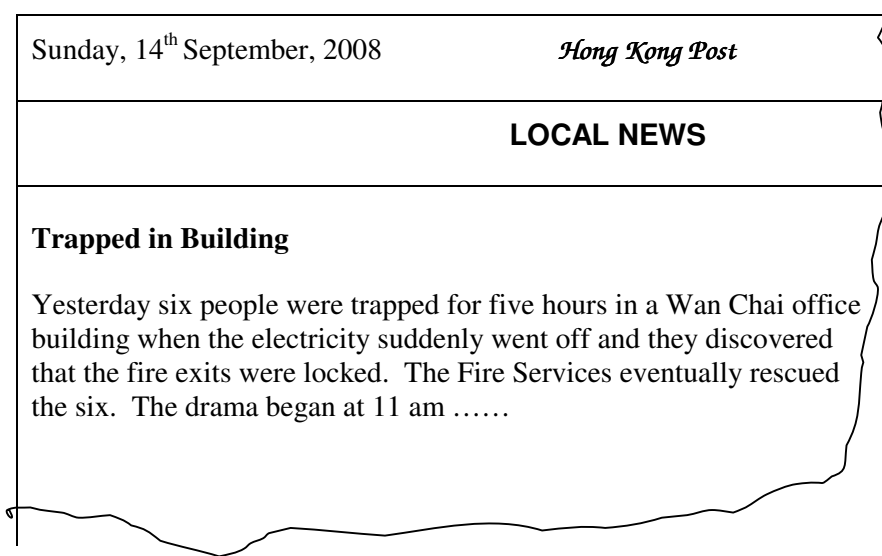 Sunday, 14th September, 2008 Hong Kong Post
LOCAL NEWS
Trapped in Building
Yesterday six people were trapped for five hours in a Wan Chai office
building when the electricity suddenly went off and they discovered
that the fire exits were locked. The Fire Services eventually rescued
the six. The drama began at 11 am ……